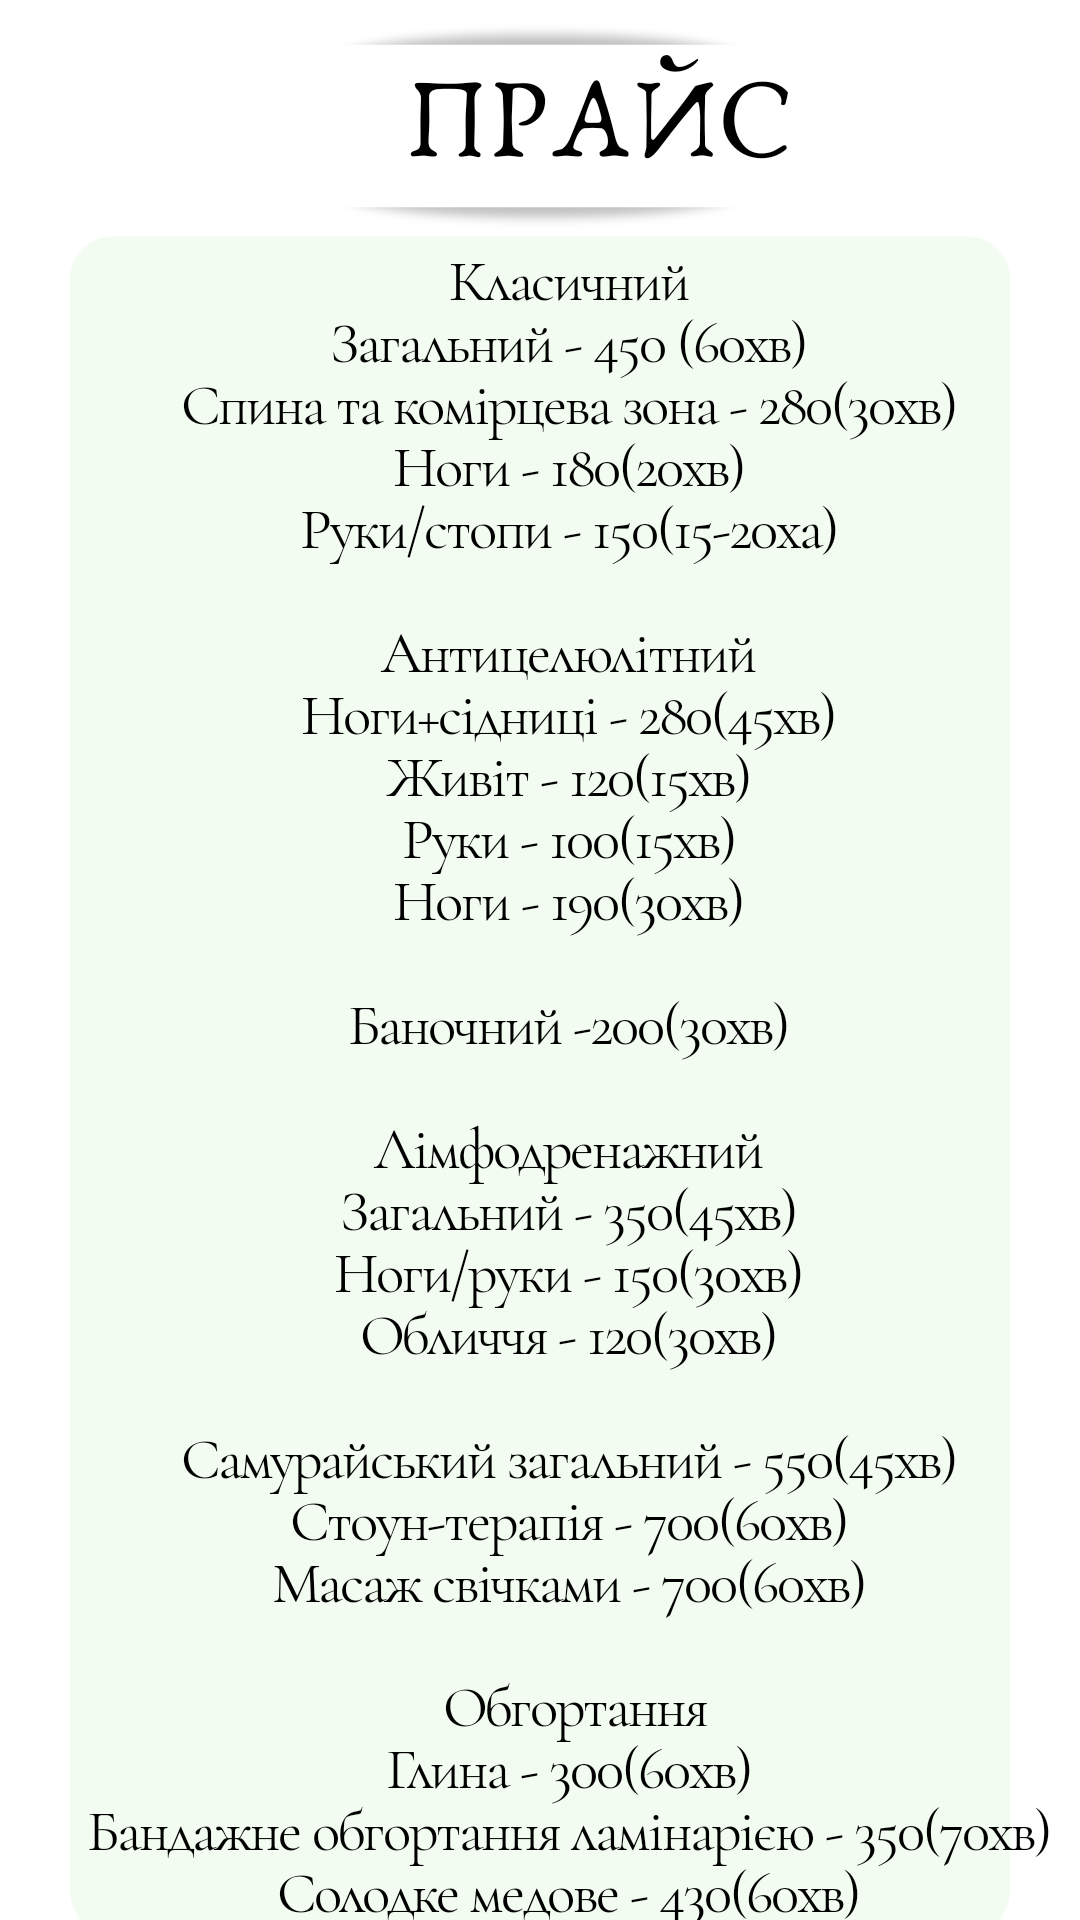 ПРАЙС
Класичний
Загальний - 450 (60хв)
Спина та комірцева зона - 280(30хв)
Ноги - 180(20хв)
Руки/стопи - 150(15-20ха)
Антицелюлітний
Ноги+сідниці - 280(45хв)
Живіт - 120(15хв)
Руки - 100(15хв)
Ноги - 190(30хв)
Баночний -200(30хв)
Лімфодренажний
Загальний - 350(45хв)
Ноги/руки - 150(30хв)
Обличчя - 120(30хв)
Самурайський загальний - 550(45хв)
Стоун-терапія - 700(60хв)
Масаж свічками - 700(60хв)
Обгортання
Глина - 300(60хв)
Бандажне обгортання ламінарією - 350(70хв)
Солодке медове - 430(60хв)